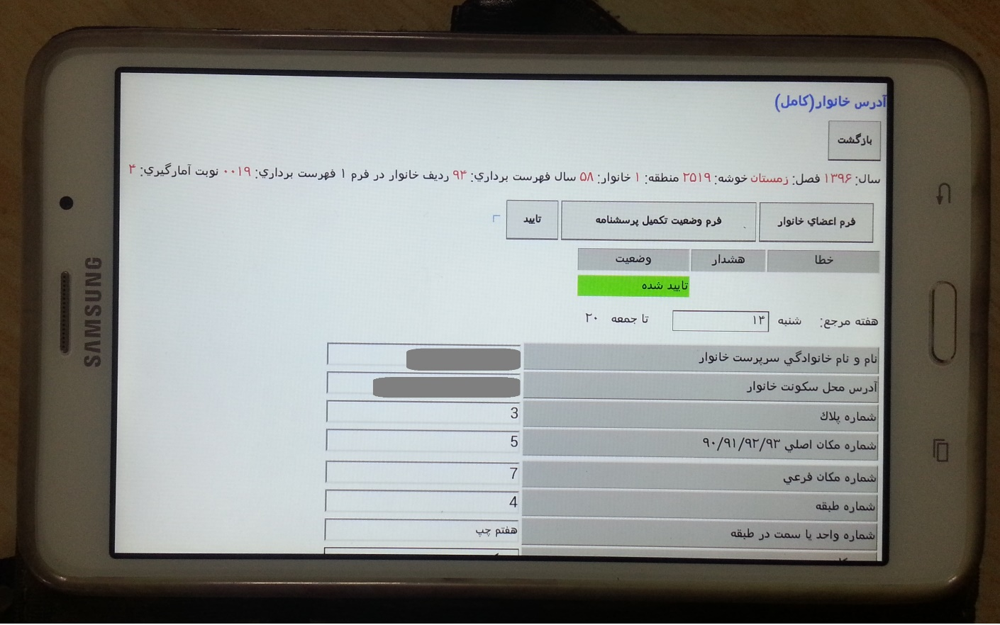 آدرس خانوار(کامل)
بازگشت
سال: ۱۳۹۶ فصل: زمستان خوشه: ۲۵۱۹ منطقه: ۱ خانوار: ۵۸ سال فهرست برداري: ۹۴ رديف خانوار در فرم ۱ فهرست برداري: ۰۰۱۹ نوبت آمارگيري: ۴
فرم اعضاي خانوار فرم وضعيت تكميل پرسشنامه تاييد
خطا هشدار وضعيت
تاييد شده
هفته مرجع: شنبه ۱۴ تا جمعه ۲۰
نام و نام خانوادگي سرپرست خانوار
آدرس محل سكونت خانوار
شماره پلاك 3
شماره مكان اصلي ۹۰/۹۱/۹۲/۹۳ 5
شماره مكان فرعي 7
شماره طبقه 4
شماره واحد يا سمت در طبقه هفتم چپ
SAMSUNG